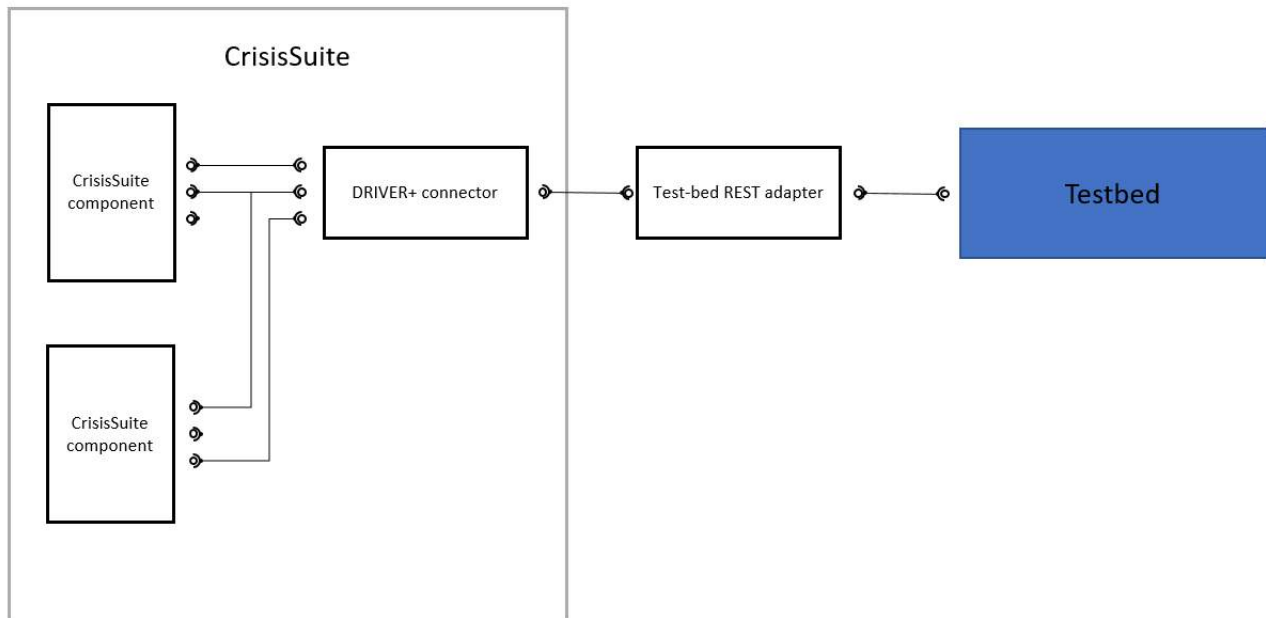 CrisisSuite
CrisisSuite
component
DRIVER+ connector
Test-bed REST adapter
Testbed
CrisisSuite
component